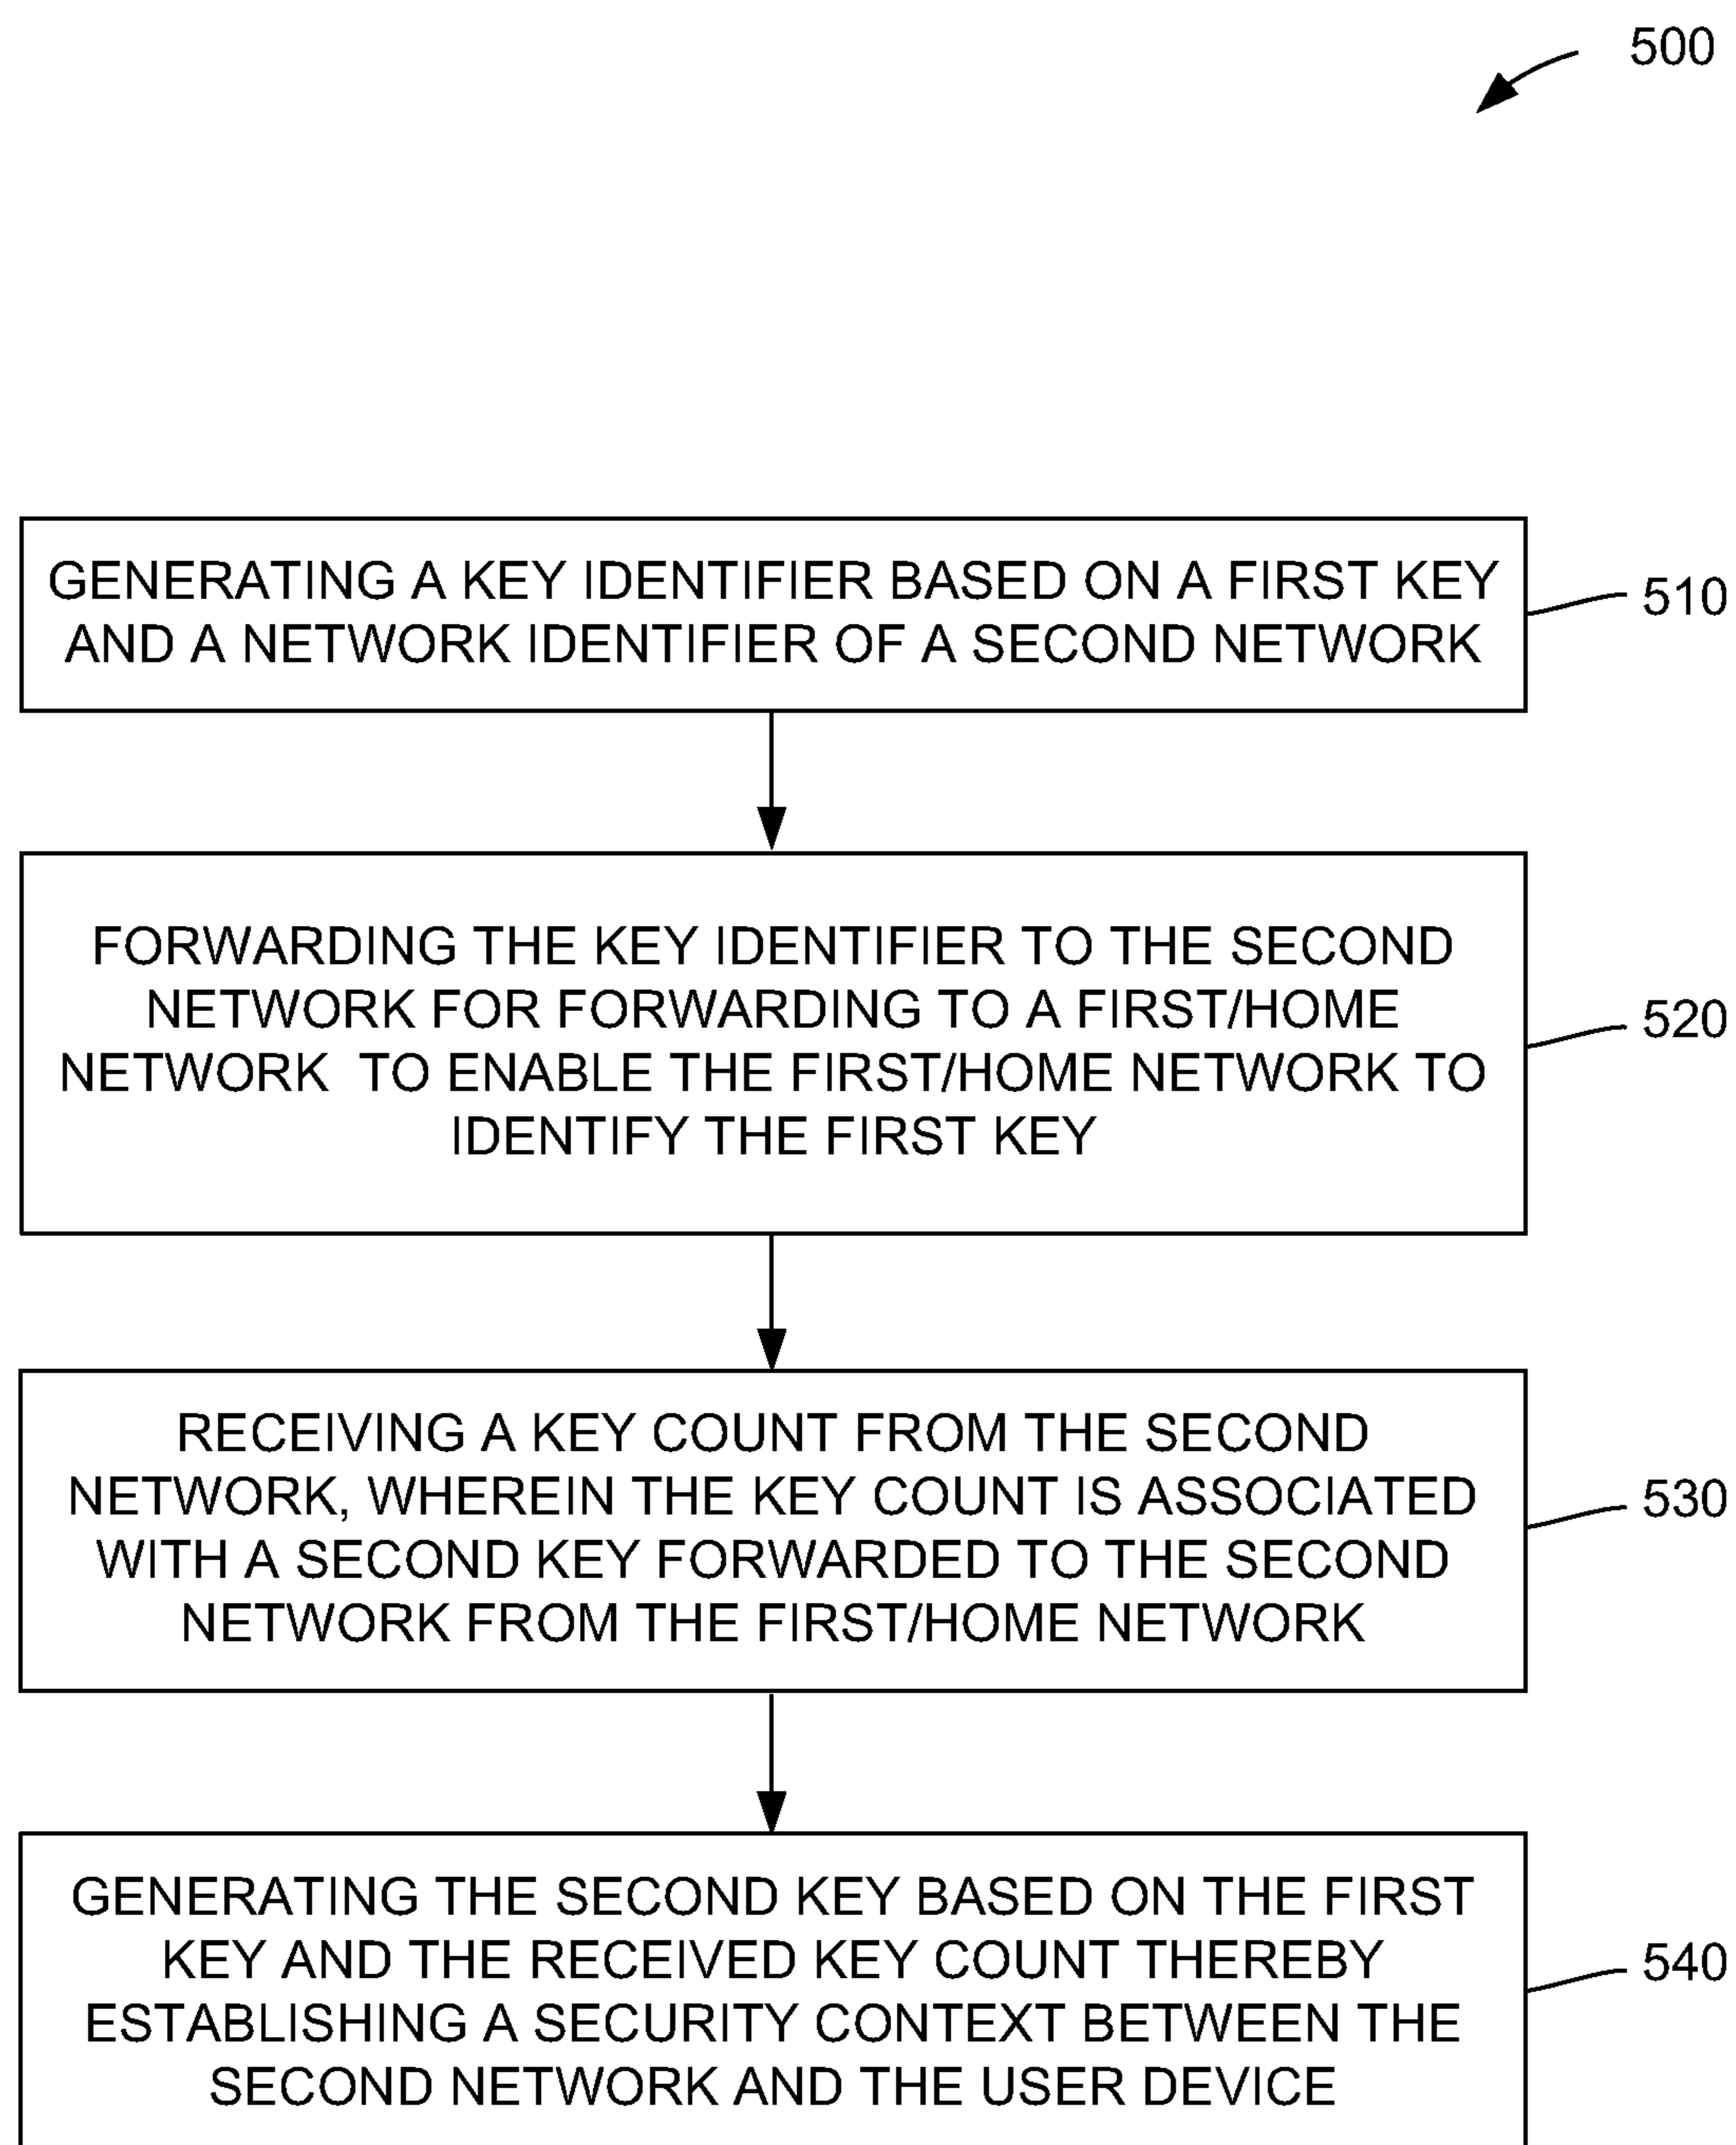 500
GENERATING A KEY IDENTIFIER BASED ON A FIRST KEY
AND A NETWORK IDENTIFIER OF A SECOND NETWORK
510
FORWARDING THE KEY IDENTIFIER TO THE SECOND
NETWORK FOR FORWARDING TO A FIRST/HOME
NETWORK TO ENABLE THE FIRST/HOME NETWORK TO
IDENTIFY THE FIRST KEY
520
RECEIVING A KEY COUNT FROM THE SECOND
NETWORK, WHEREIN THE KEY COUNT IS ASSOCIATED
WITH A SECOND KEY FORWARDED TO THE SECOND
NETWORK FROM THE FIRST/HOME NETWORK
530
GENERATING THE SECOND KEY BASED ON THE FIRST
KEY AND THE RECEIVED KEY COUNT THEREBY
ESTABLISHING A SECURITY CONTEXT BETWEEN THE
SECOND NETWORK AND THE USER DEVICE
540